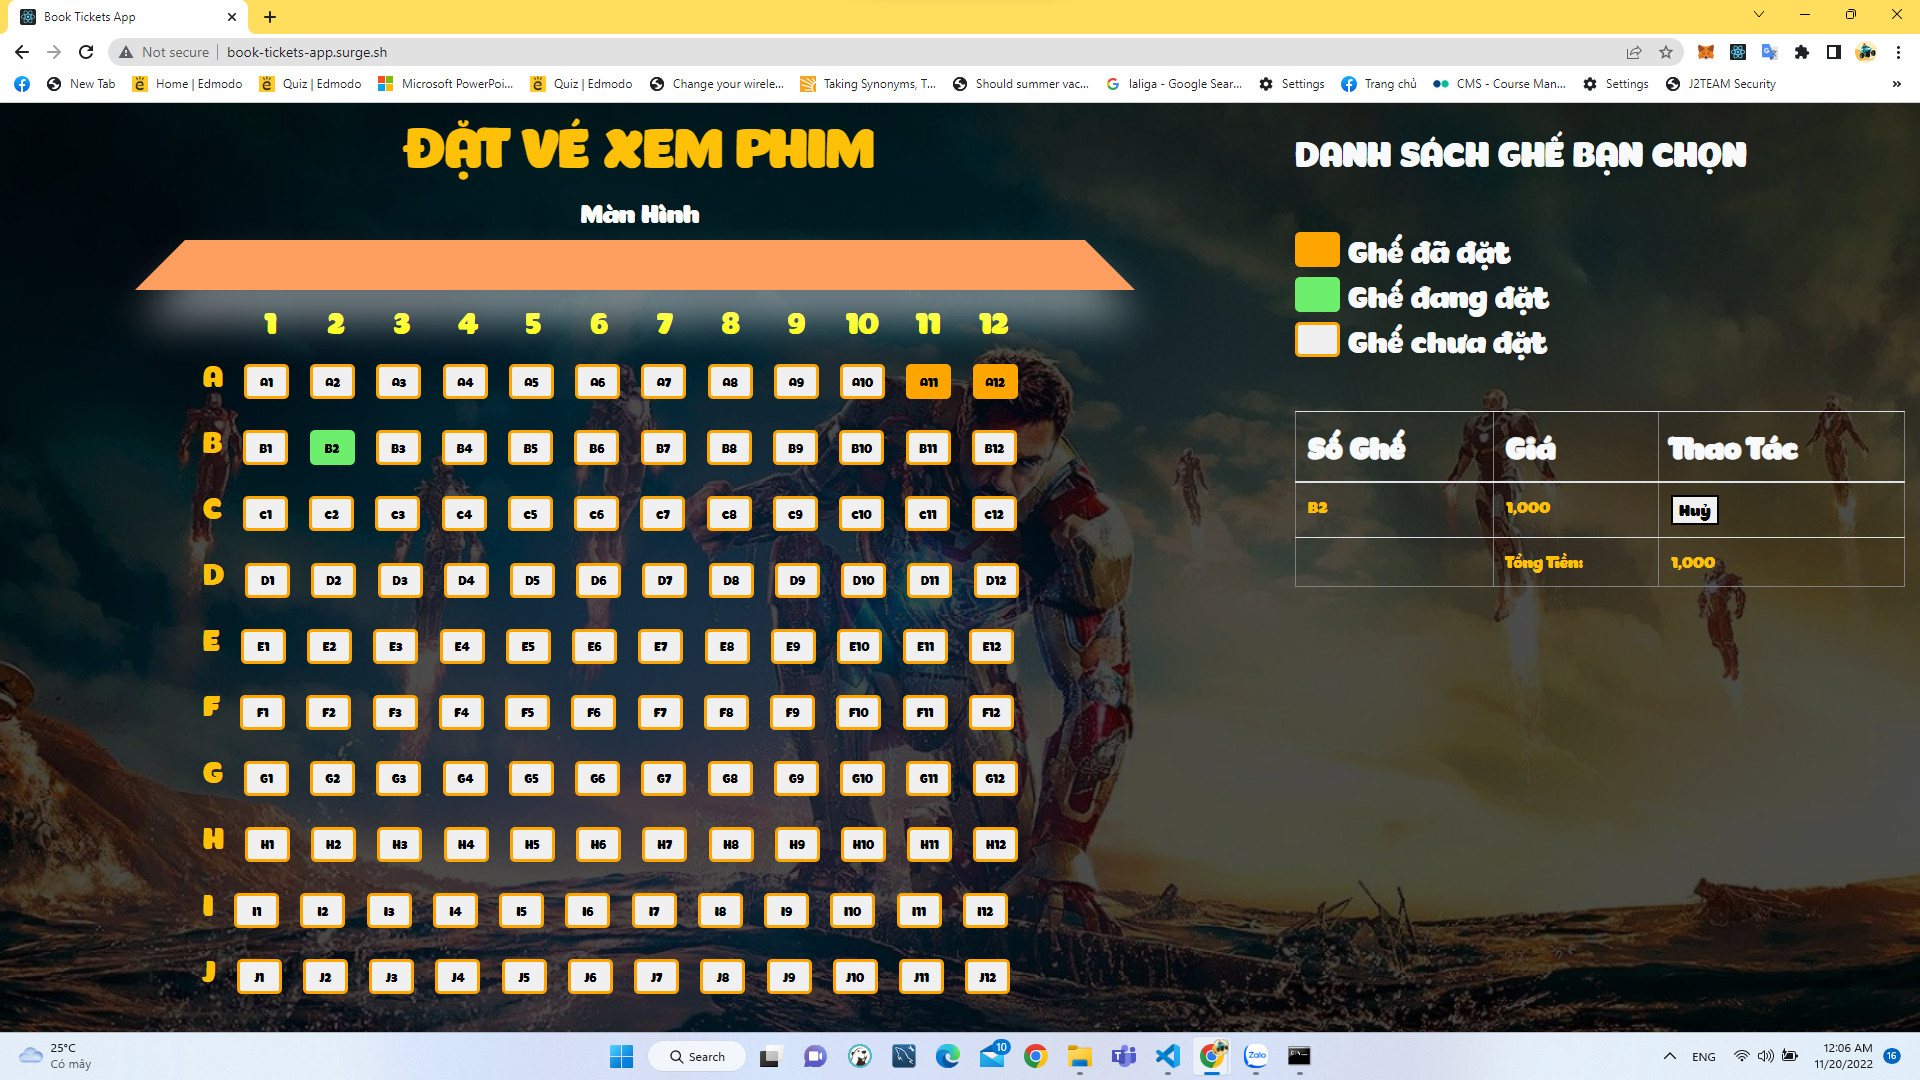 Book Tickets App
Not secure
book-tickets-app.surge.sh
New Tab
Home | Edmodo
Quiz | Edmodo
Microsoft PowerPoi...
Quiz | Edmodo
Change your wirele...
Taking Synonyms, T...
Should summer vac...
laliga - Google Sear...
Settings
Trang chủ
CMS - Course Man...
Settings
J2TEAM Security
»
ĐẶT VÉ XEM PHIM
Màn Hình
1 2 3 4 5 6 7 8 9 10 11 12
A A1 A2 A3 A4 A5 A6 A7 A8 A9 A10 A11 A12
B B1 B2 B3 B4 B5 B6 B7 B8 B9 B10 B11 B12
C C1 C2 C3 C4 C5 C6 C7 C8 C9 C10 C11 C12
D D1 D2 D3 D4 D5 D6 D7 D8 D9 D10 D11 D12
E E1 E2 E3 E4 E5 E6 E7 E8 E9 E10 E11 E12
F F1 F2 F3 F4 F5 F6 F7 F8 F9 F10 F11 F12
G G1 G2 G3 G4 G5 G6 G7 G8 G9 G10 G11 G12
H H1 H2 H3 H4 H5 H6 H7 H8 H9 H10 H11 H12
I I1 I2 I3 I4 I5 I6 I7 I8 I9 I10 I11 I12
J J1 J2 J3 J4 J5 J6 J7 J8 J9 J10 J11 J12
DANH SÁCH GHẾ BẠN CHỌN
Ghế đã đặt
Ghế đang đặt
Ghế chưa đặt
Số Ghế Giá Thao Tác
B2 1,000 Huỷ
Tổng Tiền: 1,000
25°C
Có mây
Search
10
Zalo
ENG
12:06 AM
11/20/2022
16